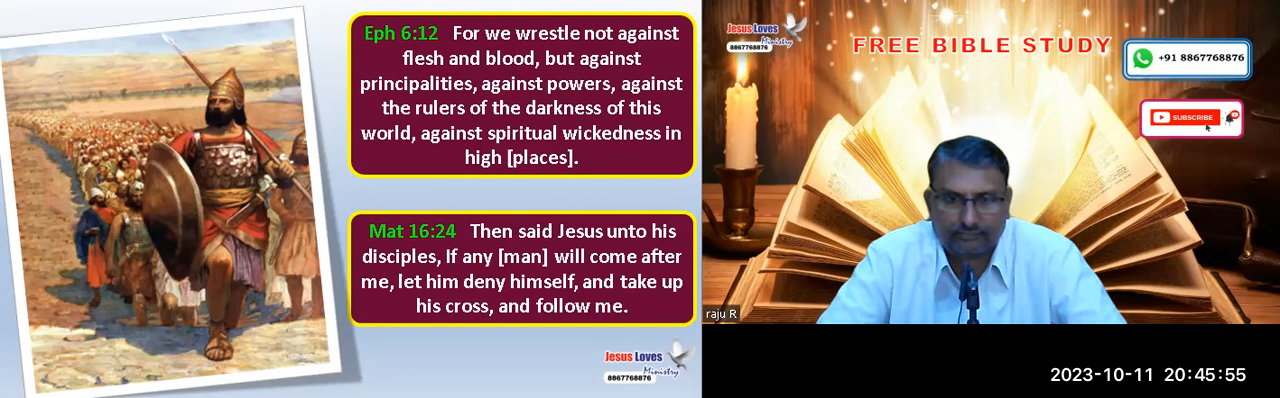 Eph 6:12 For we wrestle not against
flesh and blood, but against
principalities, against powers, against
the rulers of the darkness of this
world, against spiritual wickedness in
high [places].
Mat 16:24 Then said Jesus unto his
disciples, If any [man] will come after
me, let him deny himself, and take up
his cross, and follow me.
Jesus Loves
Ministry
8867768876
Jesus Loves
Ministry
8867768876
FREE BIBLE STUDY
+91 8867768876
SUBSCRIBE
raju R
2023-10-11 20:45:55